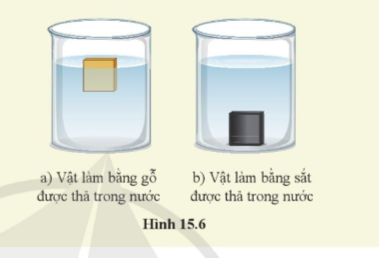 a) Vật làm bằng gỗ
được thả trong nước
b) Vật làm bằng sắt
được thả trong nước
Hình 15.6